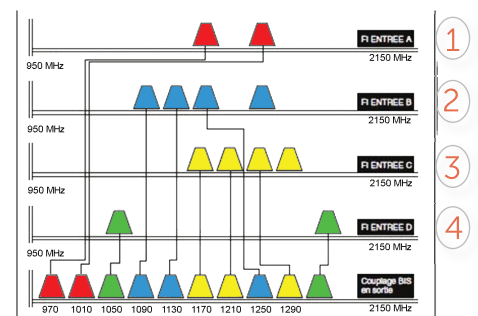 FI ENTREE A
1
950 MHz
2150 MHz
FI ENTREE B
2
950 MHz
2150 MHz
FI ENTREE C
3
950 MHz
2150 MHz
FI ENTREE D
4
950 MHz
2150 MHz
Couplage BIS
en sortie
970 1010 1050 1090 1130 1170 1210 1250 1290
2150 MHz